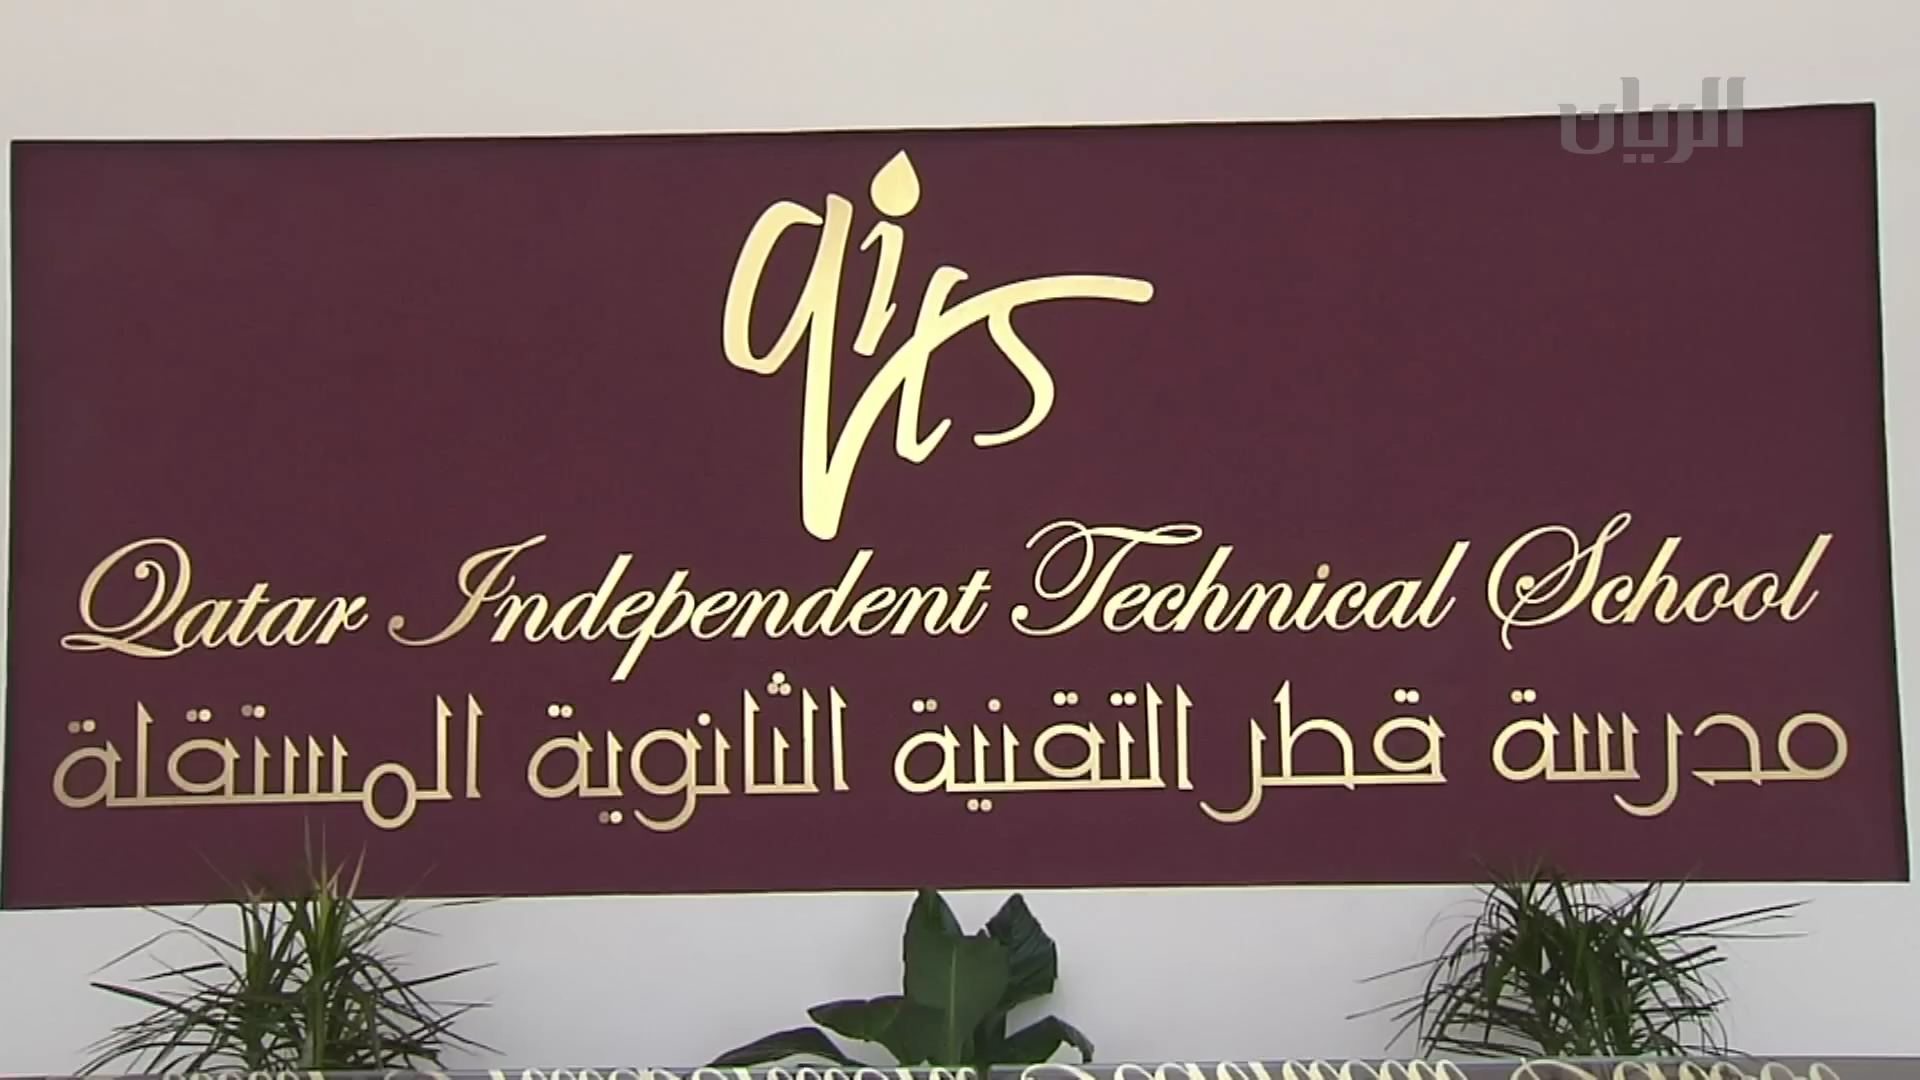 الريان
qits
Qatar Independent Technical School
مدرسة قطر التقنية الثانوية المستقلة